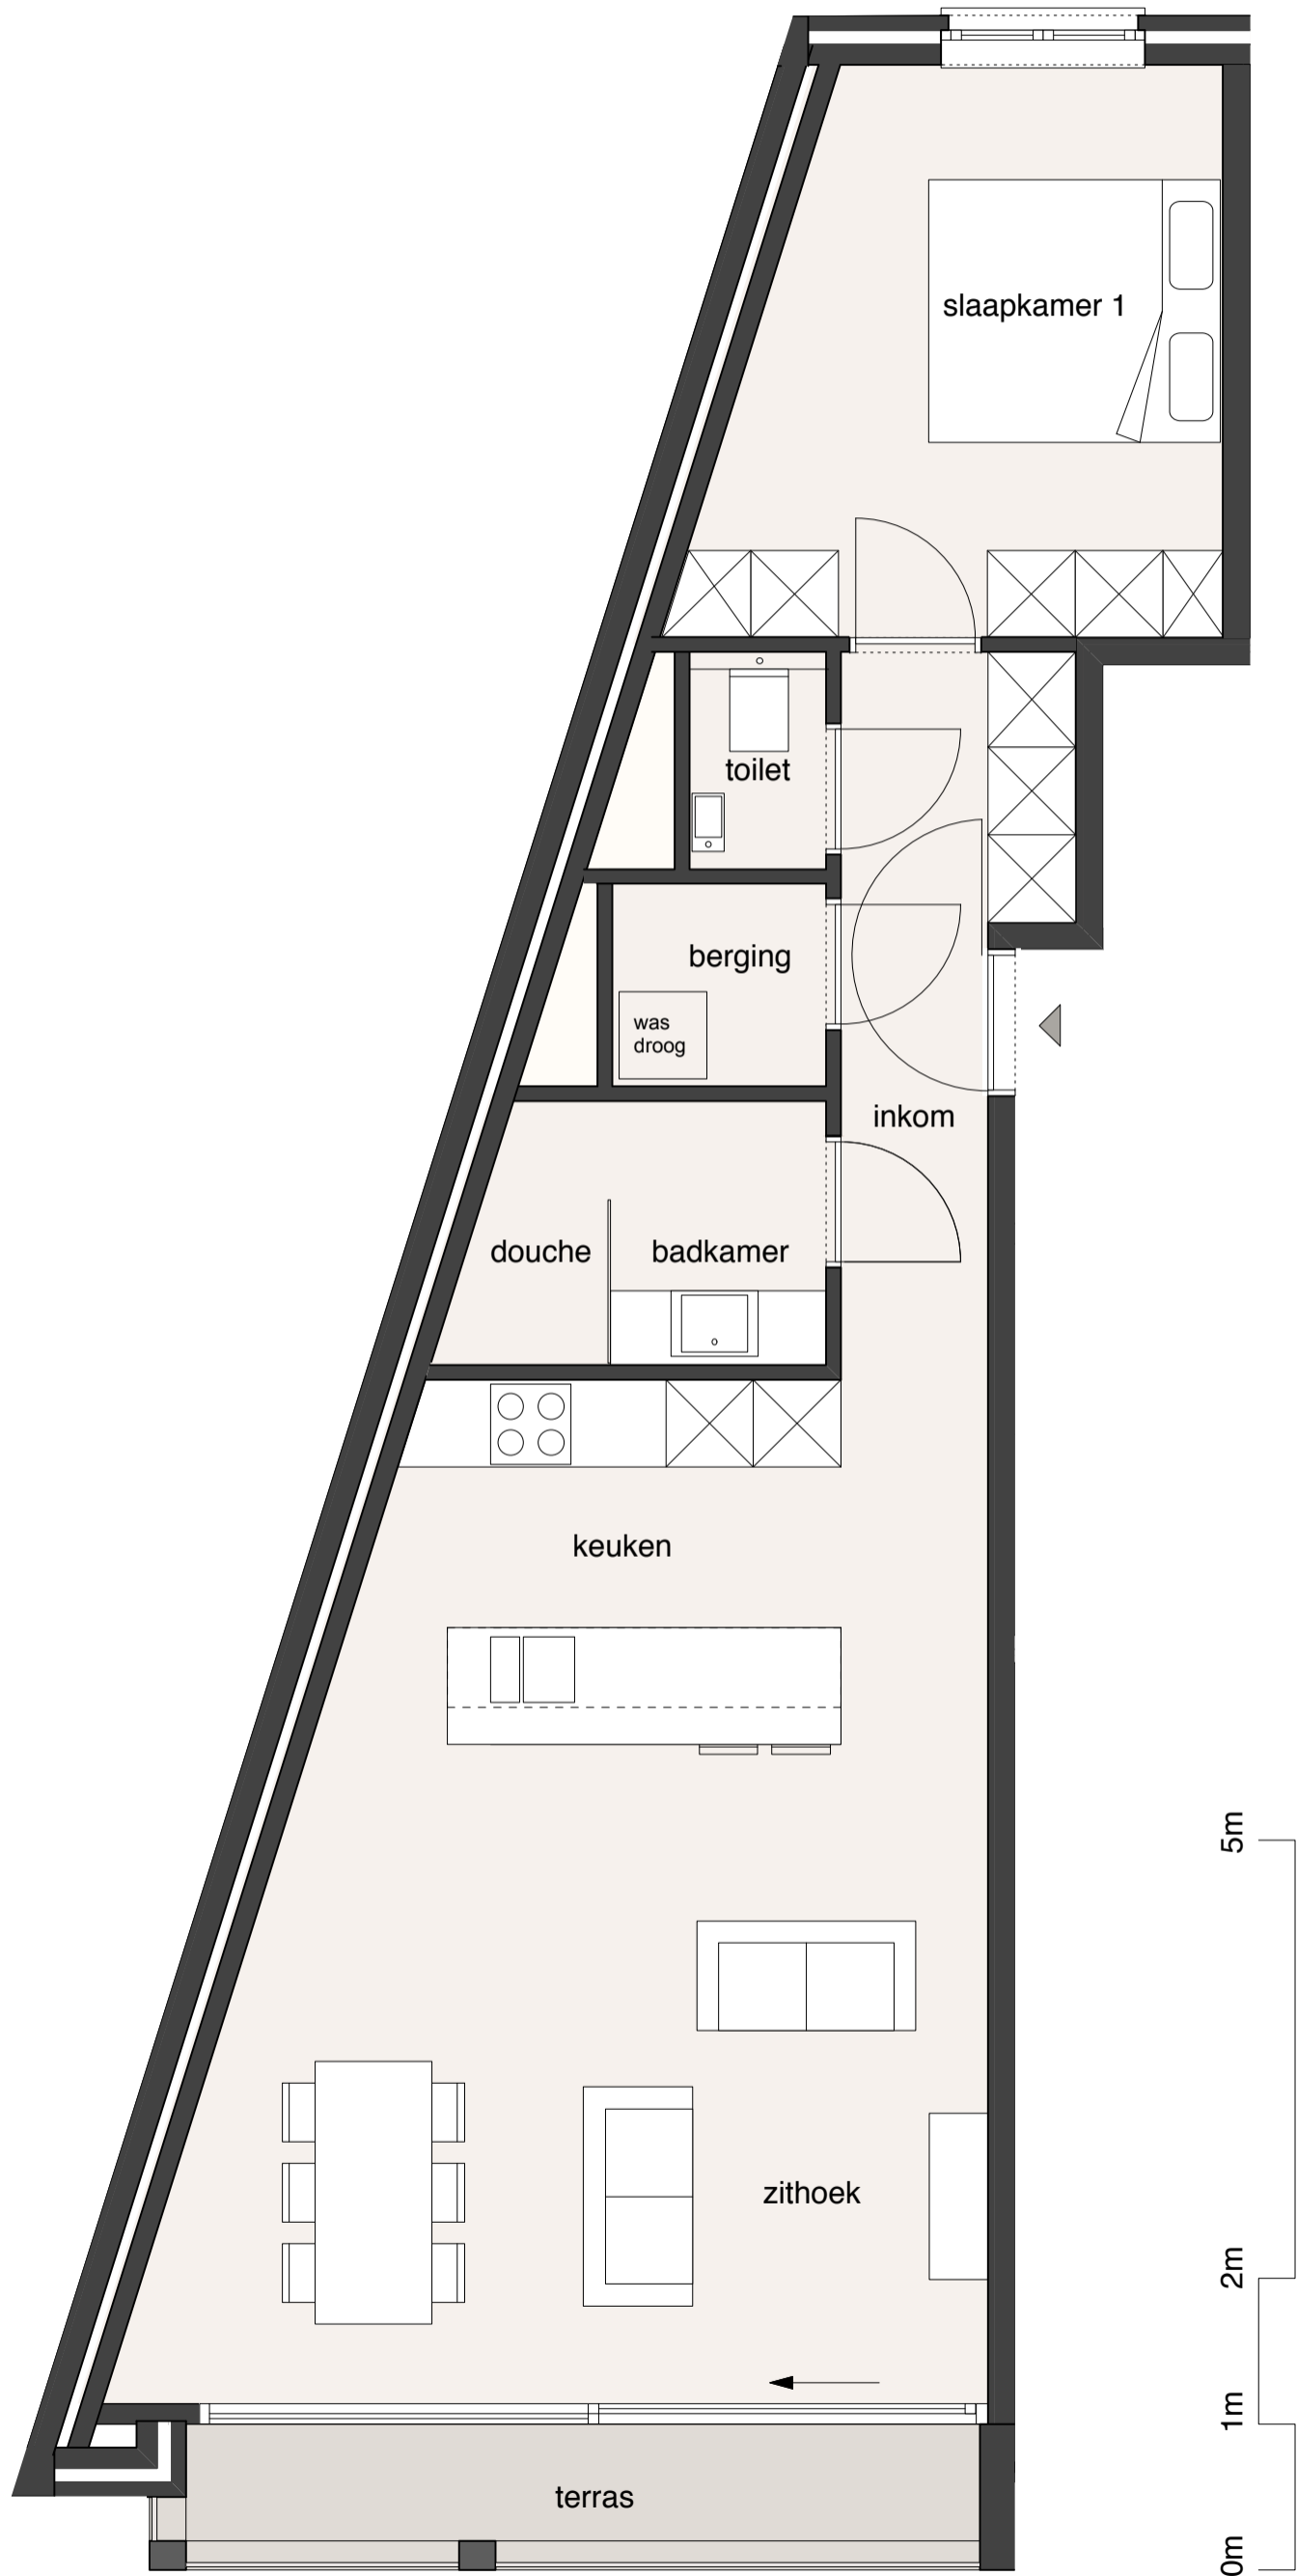 slaapkamer 1
toilet
berging
was
droog
inkom
douche
badkamer
keuken
zithoek
terras
5m
2m
1m
0m